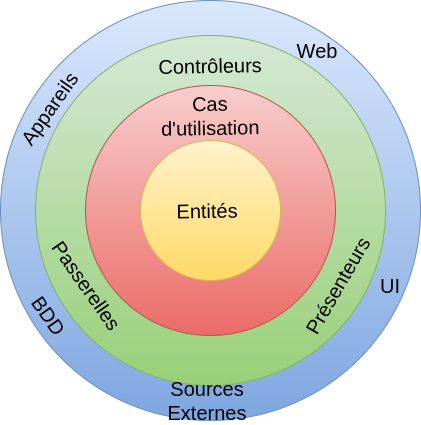 Web
Contrôleurs
Appareils
Cas
d'utilisation
Entités
Passerelles
Présenteurs
UI
BDD
Sources
Externes